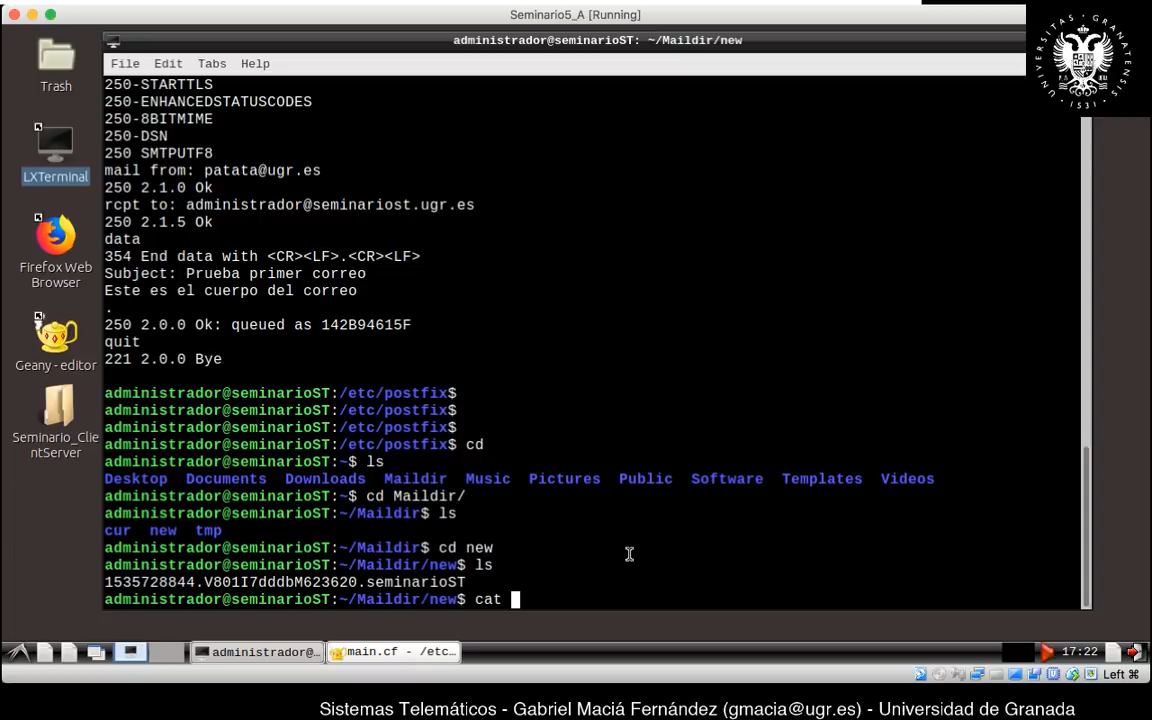 Seminario5_A [Running]
administrador@seminarioST: ~/Maildir/new
UNIVERSITAS GRANATENSIS
1531
File Edit Tabs Help
Trash
LXTerminal
Firefox Web
Browser
Geany - editor
Seminario_Clie
ntServer
250-STARTTLS
250-ENHANCEDSTATUSCODES
250-8BITMIME
250-DSN
250 SMTPUTF8
mail from: patata@ugr.es
250 2.1.0 Ok
rcpt to: administrador@seminariost.ugr.es
250 2.1.5 Ok
data
354 End data with <CR><LF>.<CR><LF>
Subject: Prueba primer correo
Este es el cuerpo del correo
.
250 2.0.0 Ok: queued as 142B94615F
quit
221 2.0.0 Bye
administrador@seminarioST:/etc/postfix$
administrador@seminarioST:/etc/postfix$
administrador@seminarioST:/etc/postfix$
administrador@seminarioST:/etc/postfix$ cd
administrador@seminarioST:~$ ls
Desktop Documents Downloads Maildir Music Pictures Public Software Templates Videos
administrador@seminarioST:~$ cd Maildir/
administrador@seminarioST:~/Maildir$ ls
cur new tmp
administrador@seminarioST:~/Maildir$ cd new
administrador@seminarioST:~/Maildir/new$ ls
1535728844.V801I7dddbM623620.seminarioST
administrador@seminarioST:~/Maildir/new$ cat
administrador@...
main.cf - /etc...
17:22
Left ⌘
Sistemas Telemáticos - Gabriel Maciá Fernández (gmacia@ugr.es) - Universidad de Granada